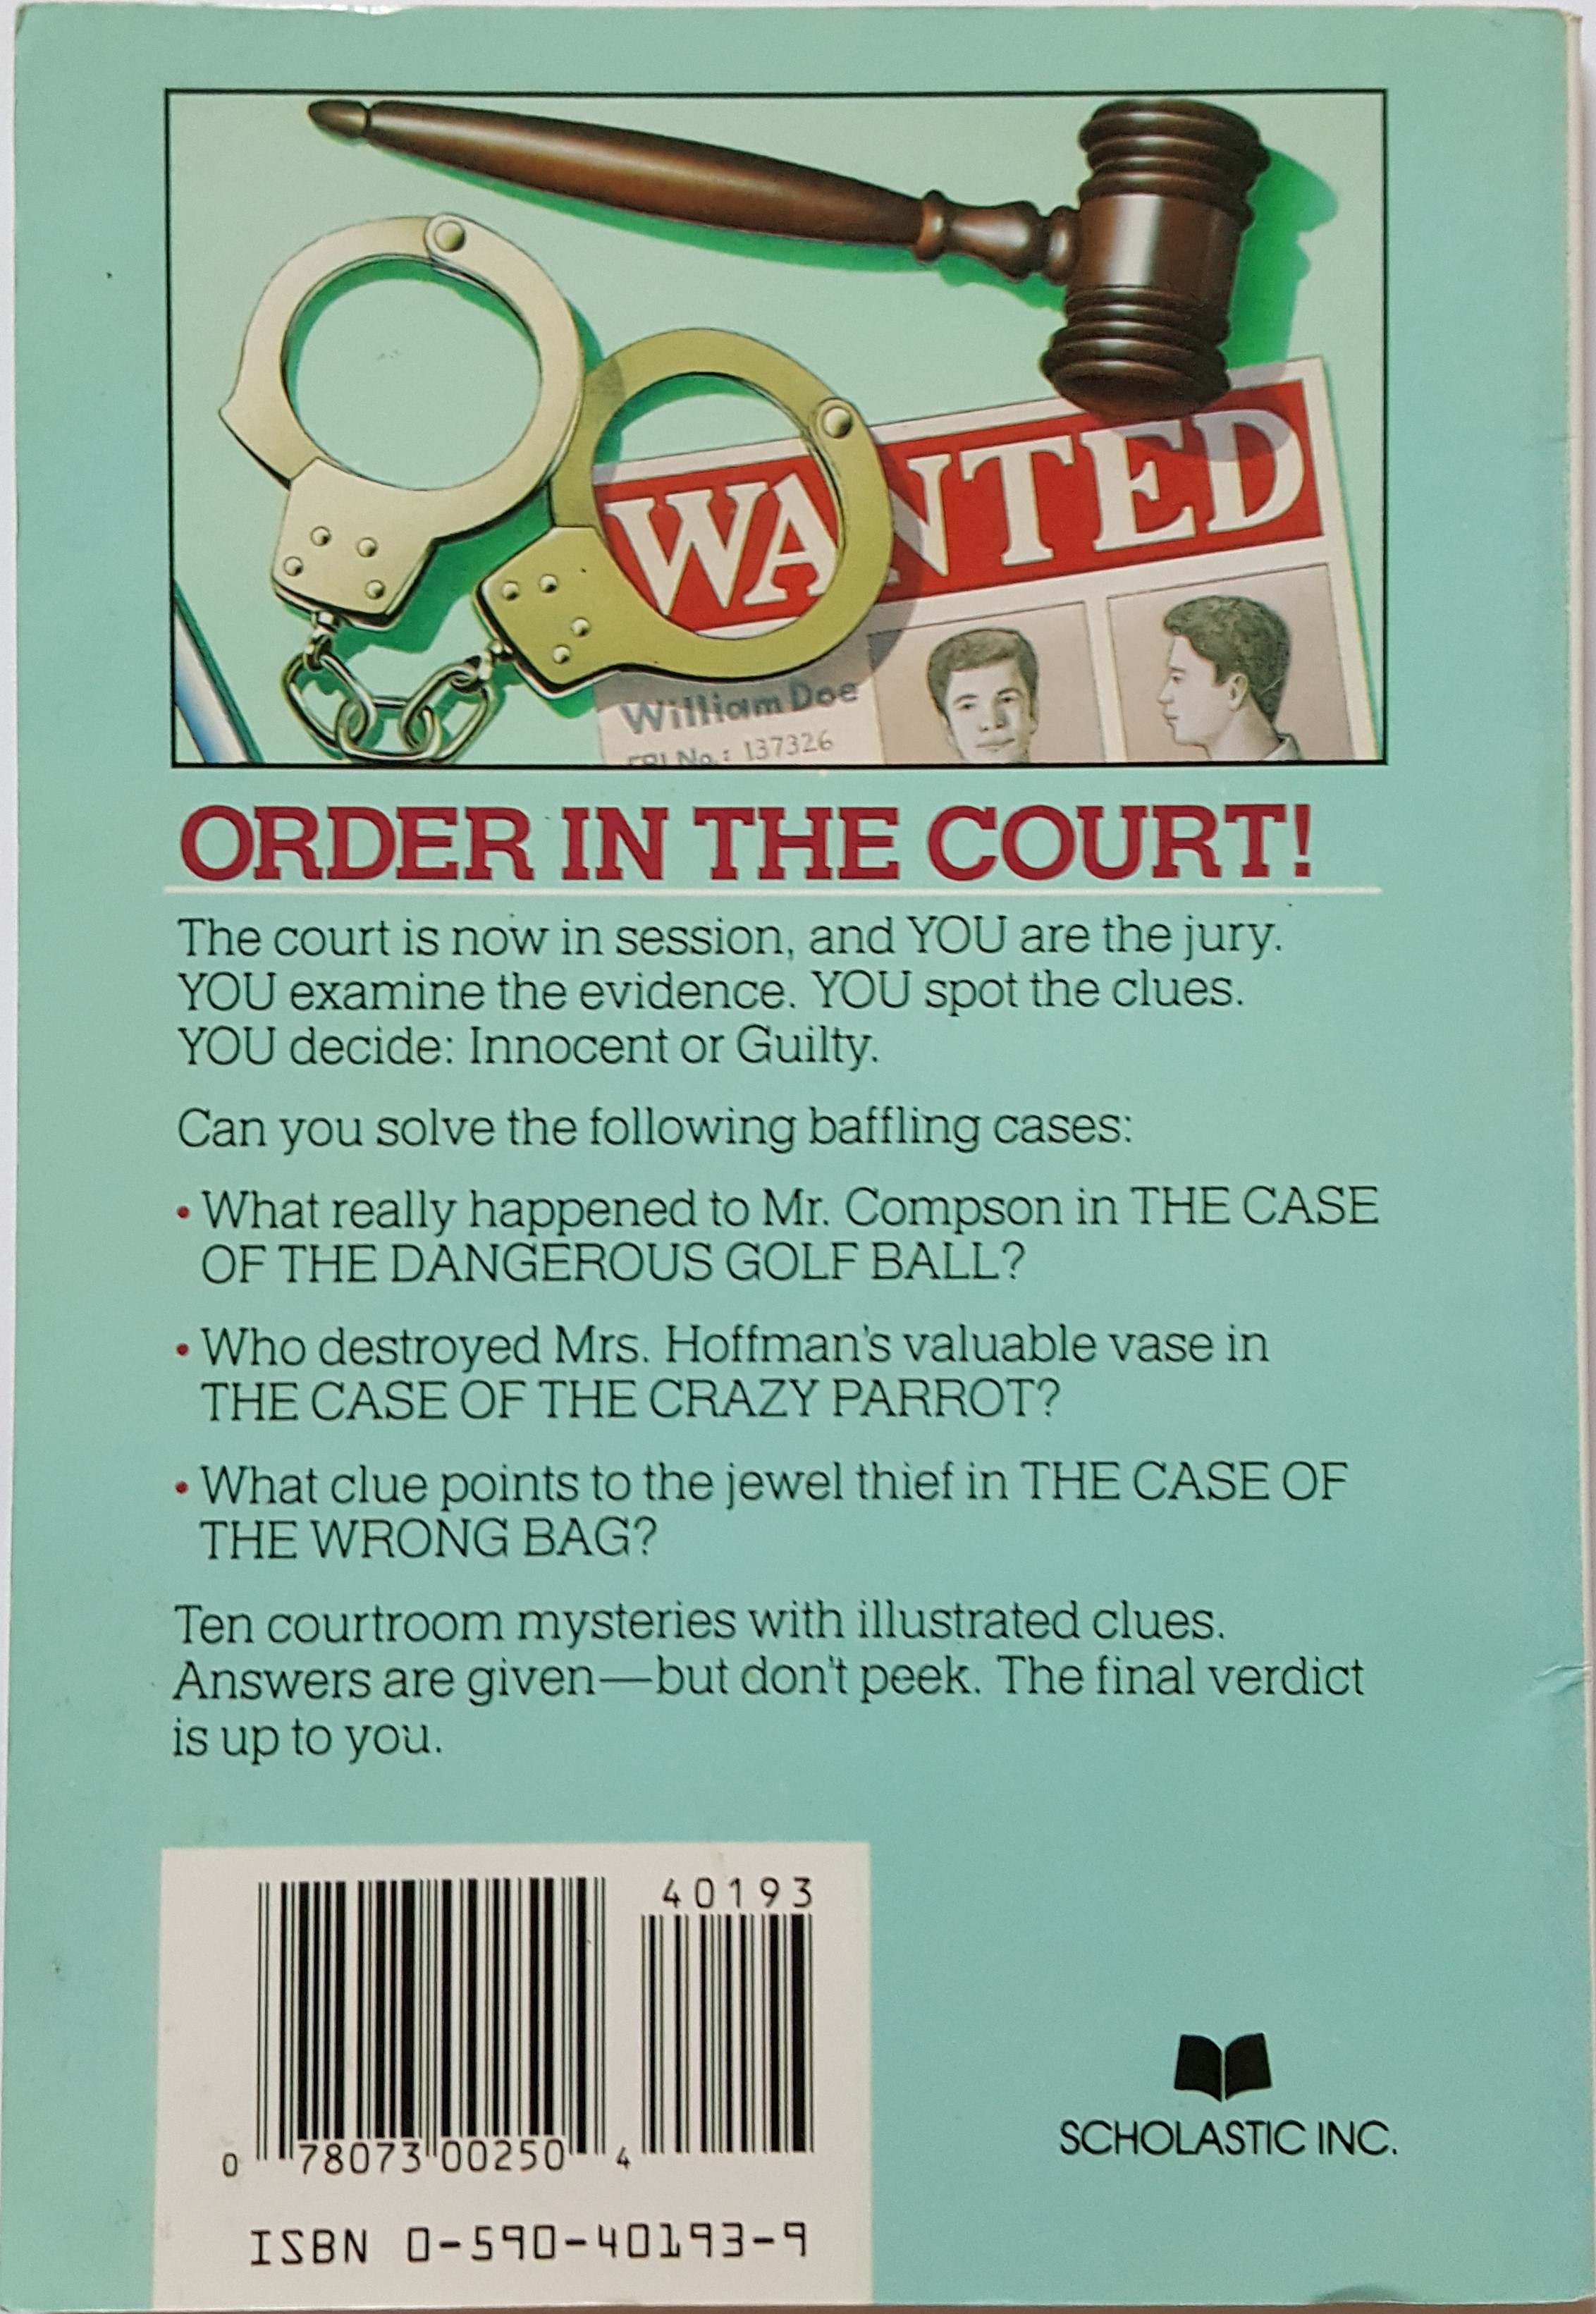 WANTED
William Doe
FBI No.: 137326
ORDER IN THE COURT!
The court is now in session, and YOU are the jury.
YOU examine the evidence. YOU spot the clues.
YOU decide: Innocent or Guilty.
Can you solve the following baffling cases:
• What really happened to Mr. Compson in THE CASE
OF THE DANGEROUS GOLF BALL?
• Who destroyed Mrs. Hoffman's valuable vase in
THE CASE OF THE CRAZY PARROT?
• What clue points to the jewel thief in THE CASE OF
THE WRONG BAG?
Ten courtroom mysteries with illustrated clues.
Answers are given—but don't peek. The final verdict
is up to you.
40193
0 78073 00250 4
ISBN 0-590-40193-9
SCHOLASTIC INC.